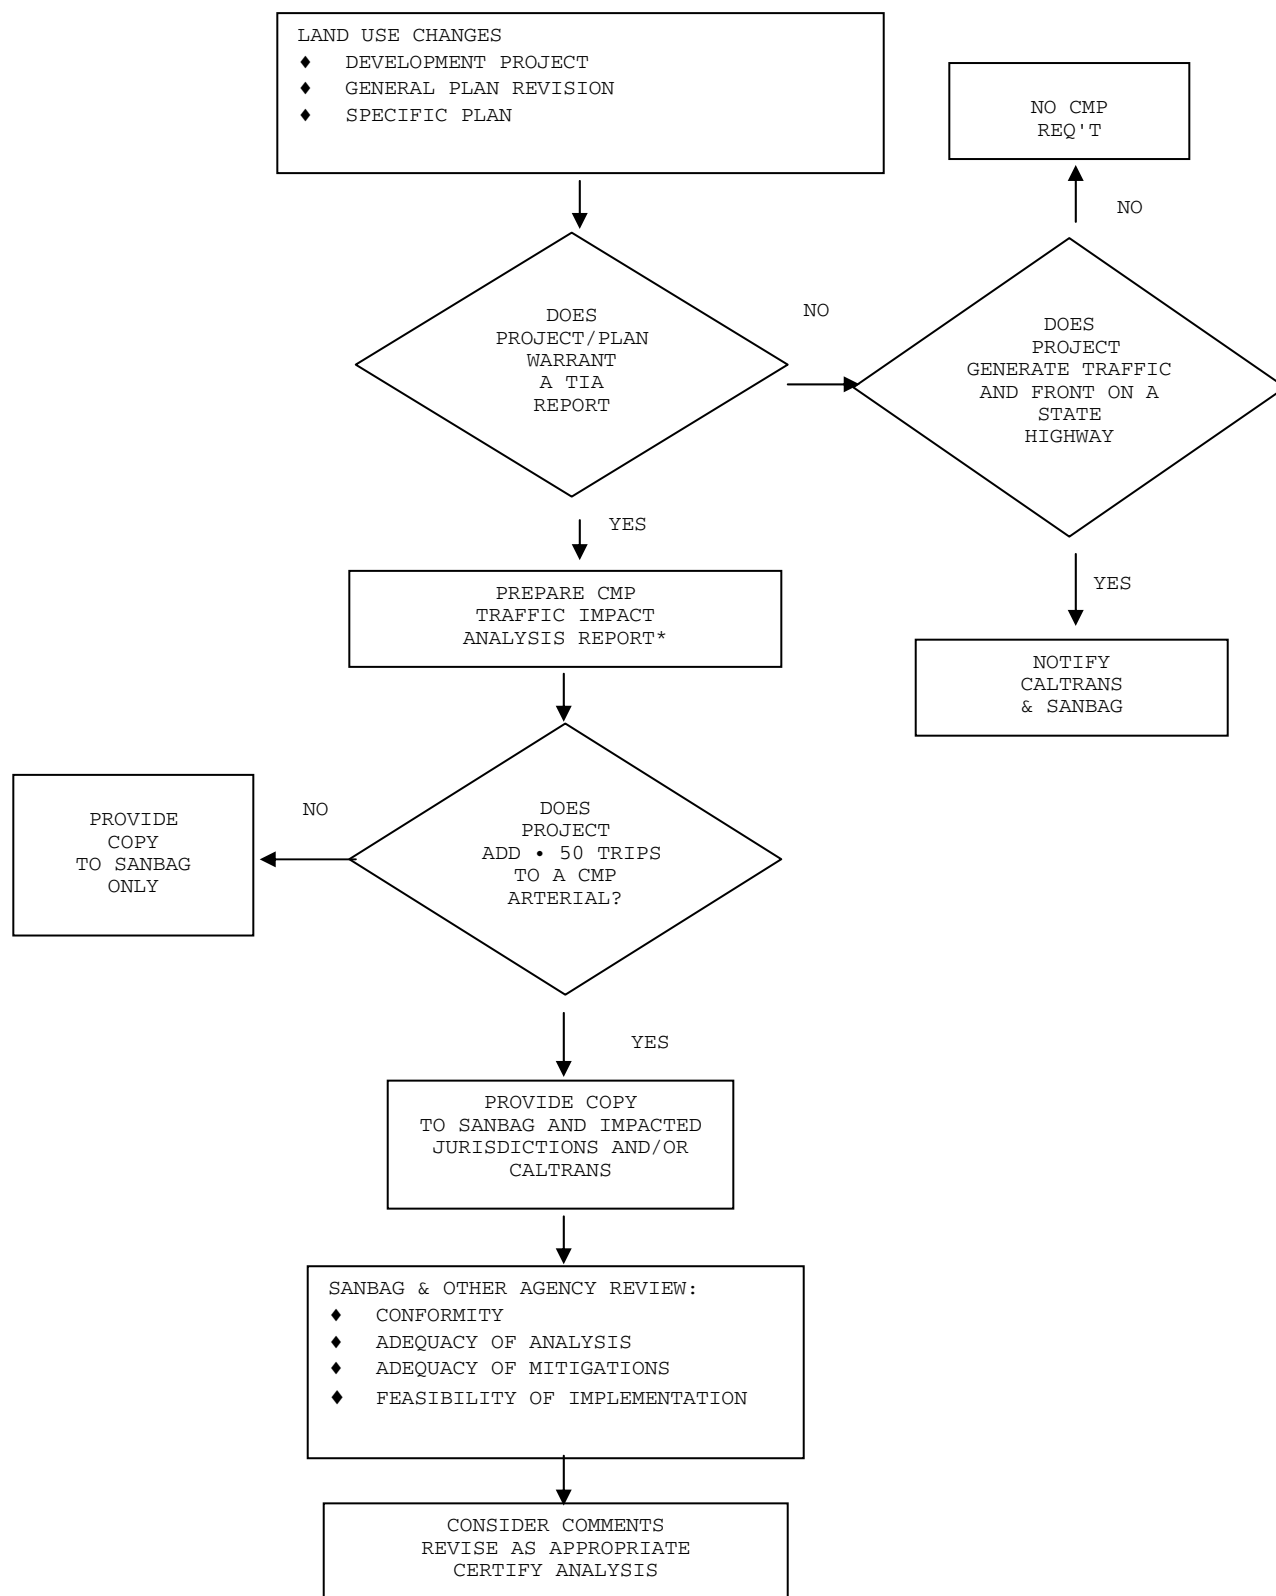 LAND USE CHANGES
♦ DEVELOPMENT PROJECT
♦ GENERAL PLAN REVISION
♦ SPECIFIC PLAN
NO CMP
REQ'T
NO
DOES
PROJECT/PLAN
WARRANT
A TIA
REPORT
NO
DOES
PROJECT
GENERATE TRAFFIC
AND FRONT ON A
STATE
HIGHWAY
YES
YES
PREPARE CMP
TRAFFIC IMPACT
ANALYSIS REPORT*
NOTIFY
CALTRANS
& SANBAG
DOES
PROJECT
ADD • 50 TRIPS
TO A CMP
ARTERIAL?
NO
PROVIDE
COPY
TO SANBAG
ONLY
YES
PROVIDE COPY
TO SANBAG AND IMPACTED
JURISDICTIONS AND/OR
CALTRANS
SANBAG & OTHER AGENCY REVIEW:
♦ CONFORMITY
♦ ADEQUACY OF ANALYSIS
♦ ADEQUACY OF MITIGATIONS
♦ FEASIBILITY OF IMPLEMENTATION
CONSIDER COMMENTS
REVISE AS APPROPRIATE
CERTIFY ANALYSIS